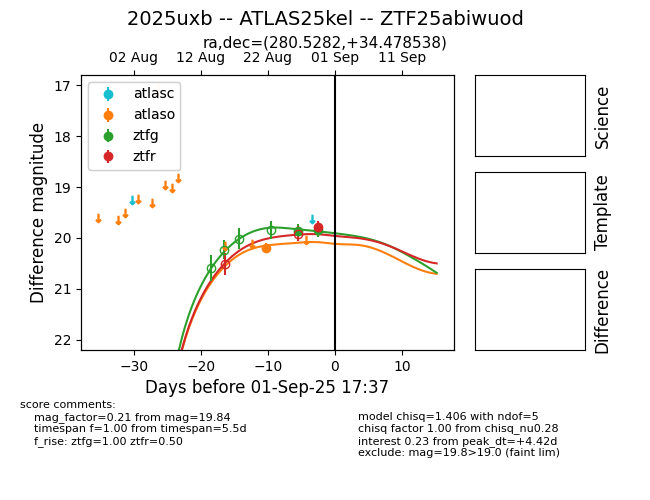 2025uxb -- ATLAS25kel -- ZTF25abiwuod
ra,dec=(280.5282,+34.478538)
02 Aug 12 Aug 22 Aug 01 Sep 11 Sep
17
18
19
20
21
22
Difference magnitude
atlasc
atlaso
ztfg
ztfr
−30 −20 −10 0 10
Days before 01-Sep-25 17:37
Science
Template
Difference
score comments:
mag_factor=0.21 from mag=19.84
timespan f=1.00 from timespan=5.5d
f_rise: ztfg=1.00 ztfr=0.50
model chisq=1.406 with ndof=5
chisq factor 1.00 from chisq_nu0.28
interest 0.23 from peak_dt=+4.42d
exclude: mag=19.8>19.0 (faint lim)